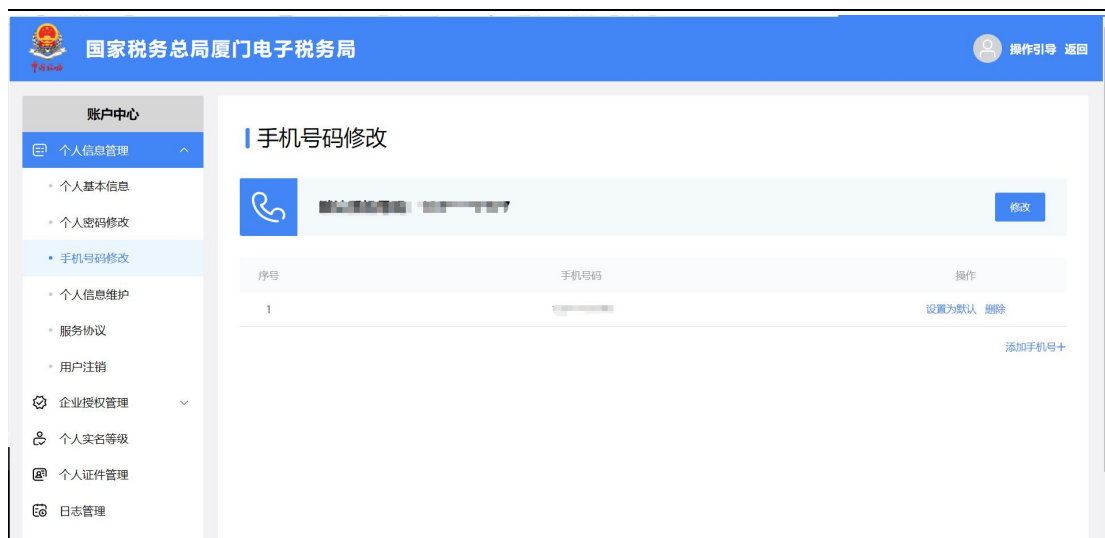 国家税务总局厦门电子税务局
操作引导 返回
账户中心
个人信息管理
个人基本信息
个人密码修改
手机号码修改
个人信息维护
服务协议
用户注销
企业授权管理
个人实名等级
个人证件管理
日志管理
手机号码修改
修改
序号 手机号码 操作
1 设置为默认 删除
添加手机号+